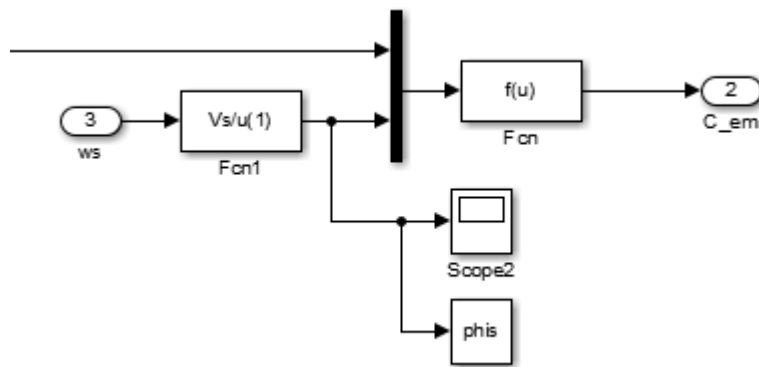 3
ws
Vs/u(1)
Fcn1
f(u)
Fcn
2
C_em
Scope2
phis